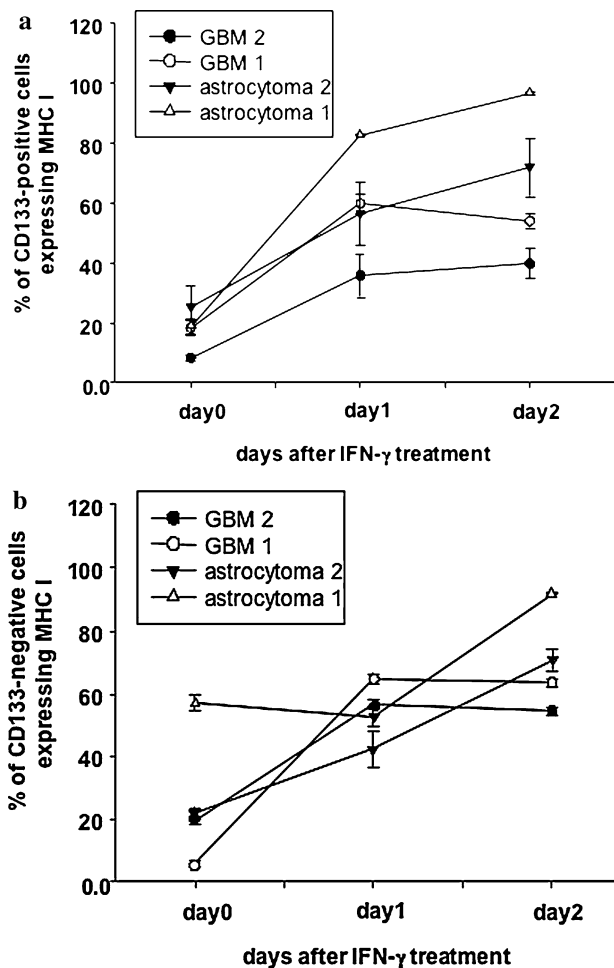 a
% of CD133-positive cells
expressing MHC I
120
100
80
60
40
20
0.0
GBM 2
GBM 1
astrocytoma 2
astrocytoma 1
day0
day1
day2
days after IFN-γ treatment
b
% of CD133-negative cells
expressing MHC I
120
100
80
60
40
20
0.0
GBM 2
GBM 1
astrocytoma 2
astrocytoma 1
day0
day1
day2
days after IFN-γ treatment